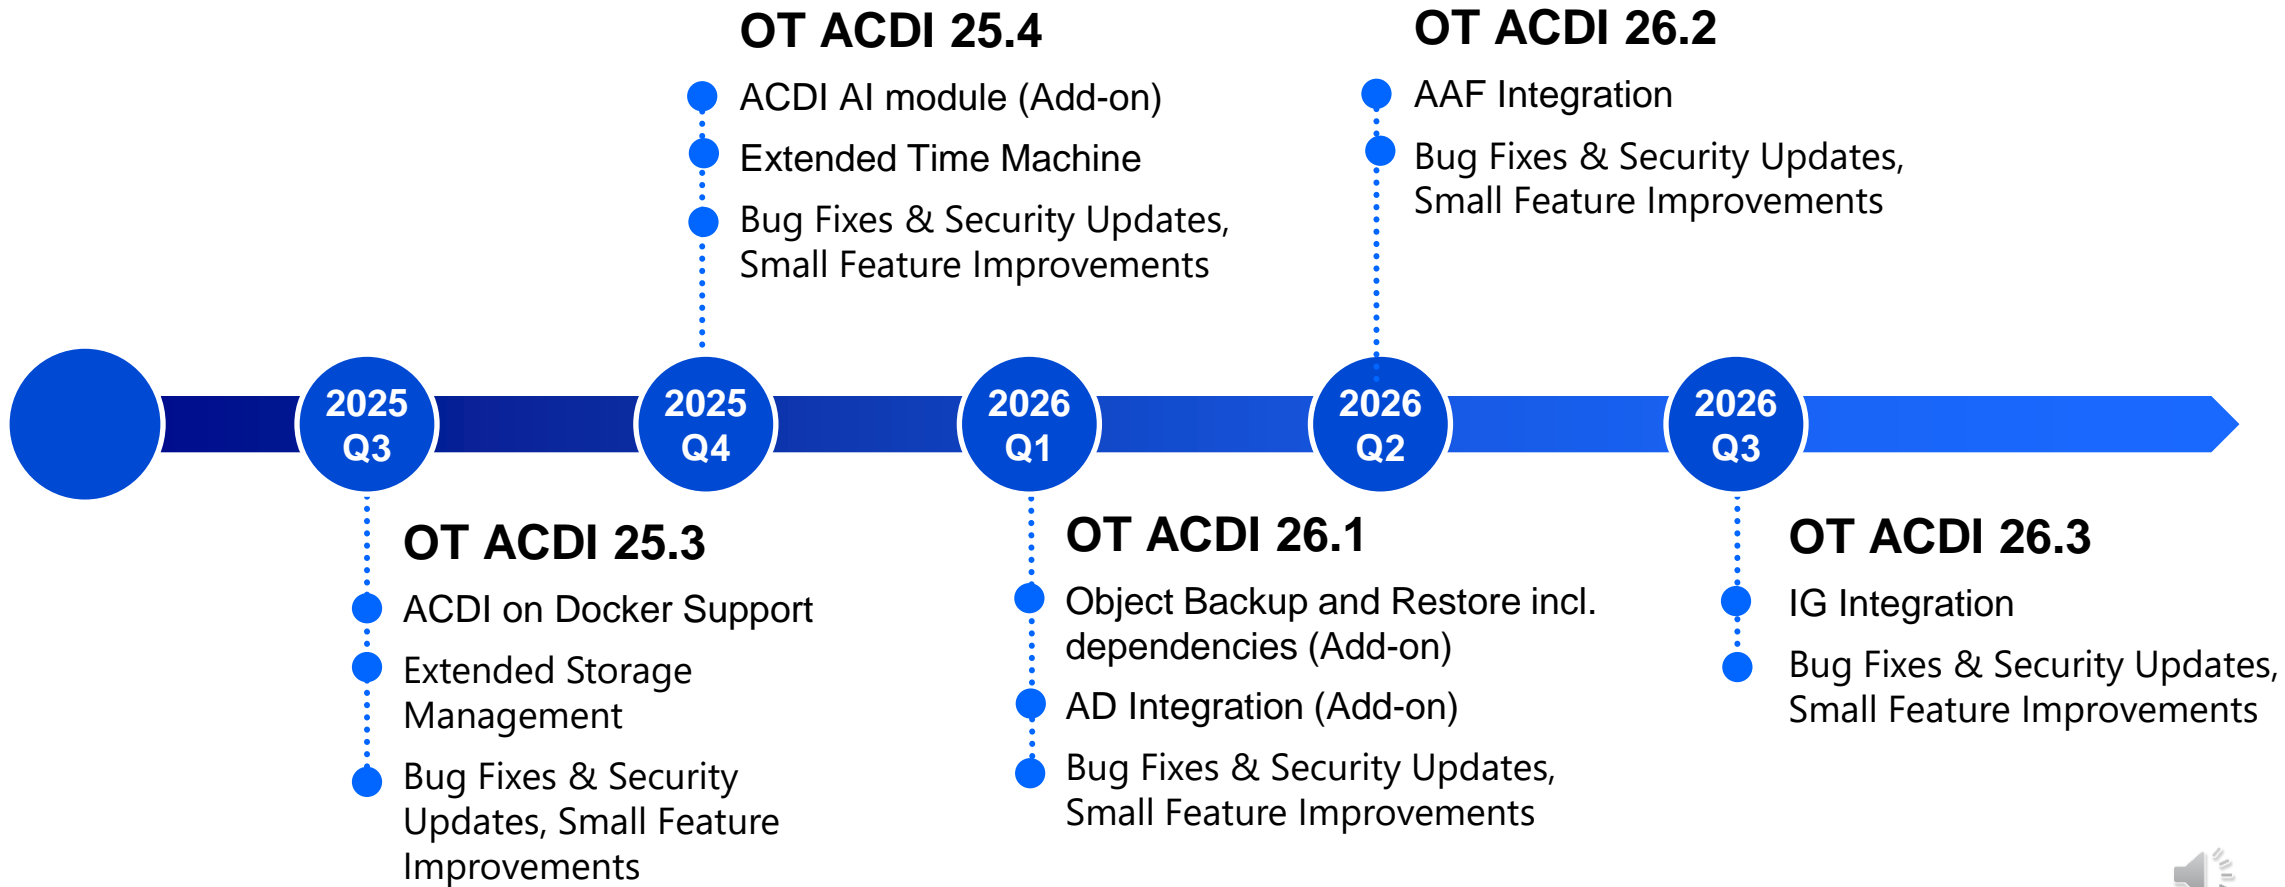 OT ACDI 25.4
ACDI AI module (Add-on)
Extended Time Machine
Bug Fixes & Security Updates,
Small Feature Improvements
OT ACDI 26.2
AAF Integration
Bug Fixes & Security Updates,
Small Feature Improvements
2025
Q3
2025
Q4
2026
Q1
2026
Q2
2026
Q3
OT ACDI 25.3
ACDI on Docker Support
Extended Storage
Management
Bug Fixes & Security
Updates, Small Feature
Improvements
OT ACDI 26.1
Object Backup and Restore incl.
dependencies (Add-on)
AD Integration (Add-on)
Bug Fixes & Security Updates,
Small Feature Improvements
OT ACDI 26.3
IG Integration
Bug Fixes & Security Updates,
Small Feature Improvements